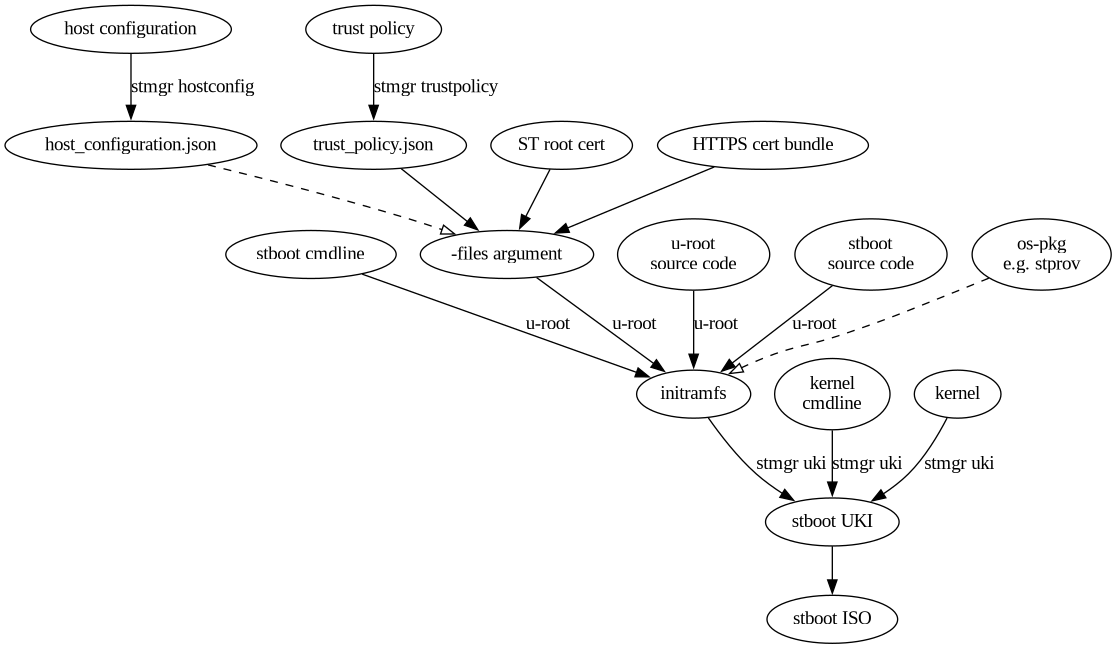 host configuration
trust policy
stmgr hostconfig
stmgr trustpolicy
host_configuration.json
trust_policy.json
ST root cert
HTTPS cert bundle
stboot cmdline
-files argument
u-root
source code
stboot
source code
os-pkg
e.g. stprov
u-root
u-root
u-root
u-root
initramfs
kernel
cmdline
kernel
stmgr uki
stmgr uki
stmgr uki
stboot UKI
stboot ISO